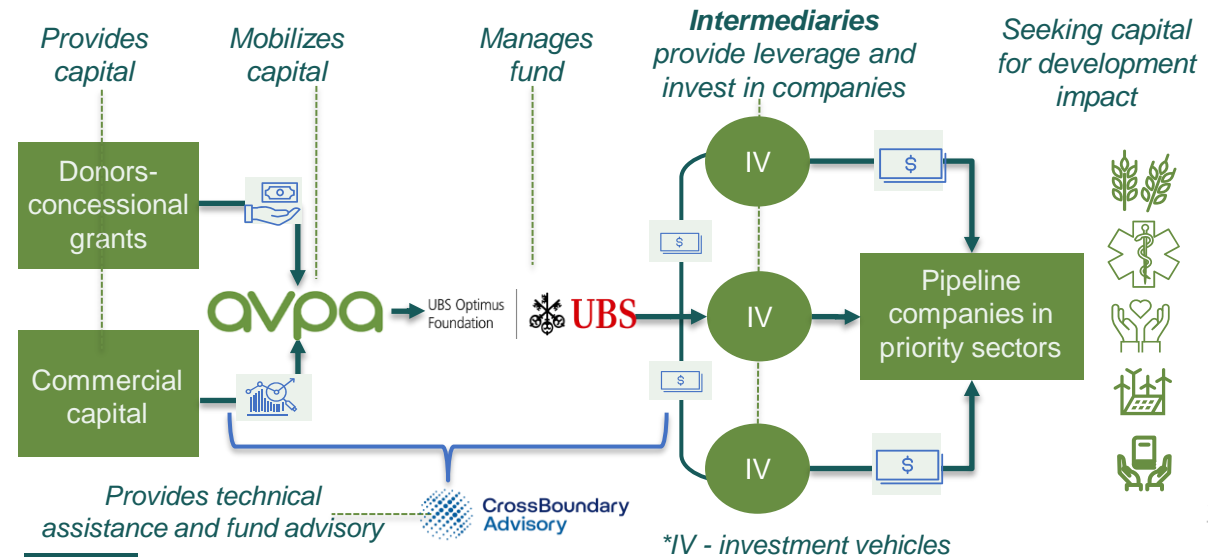 Provides
capital
Mobilizes
capital
Manages
fund
Intermediaries
provide leverage and
invest in companies
Seeking capital
for development
impact
Donors-
concessional
grants
Commercial
capital
avpa
UBS Optimus
Foundation
UBS
IV
IV
IV
$
$
$
$
Pipeline
companies in
priority sectors
Provides technical
assistance and fund advisory
CrossBoundary
Advisory
*IV - investment vehicles